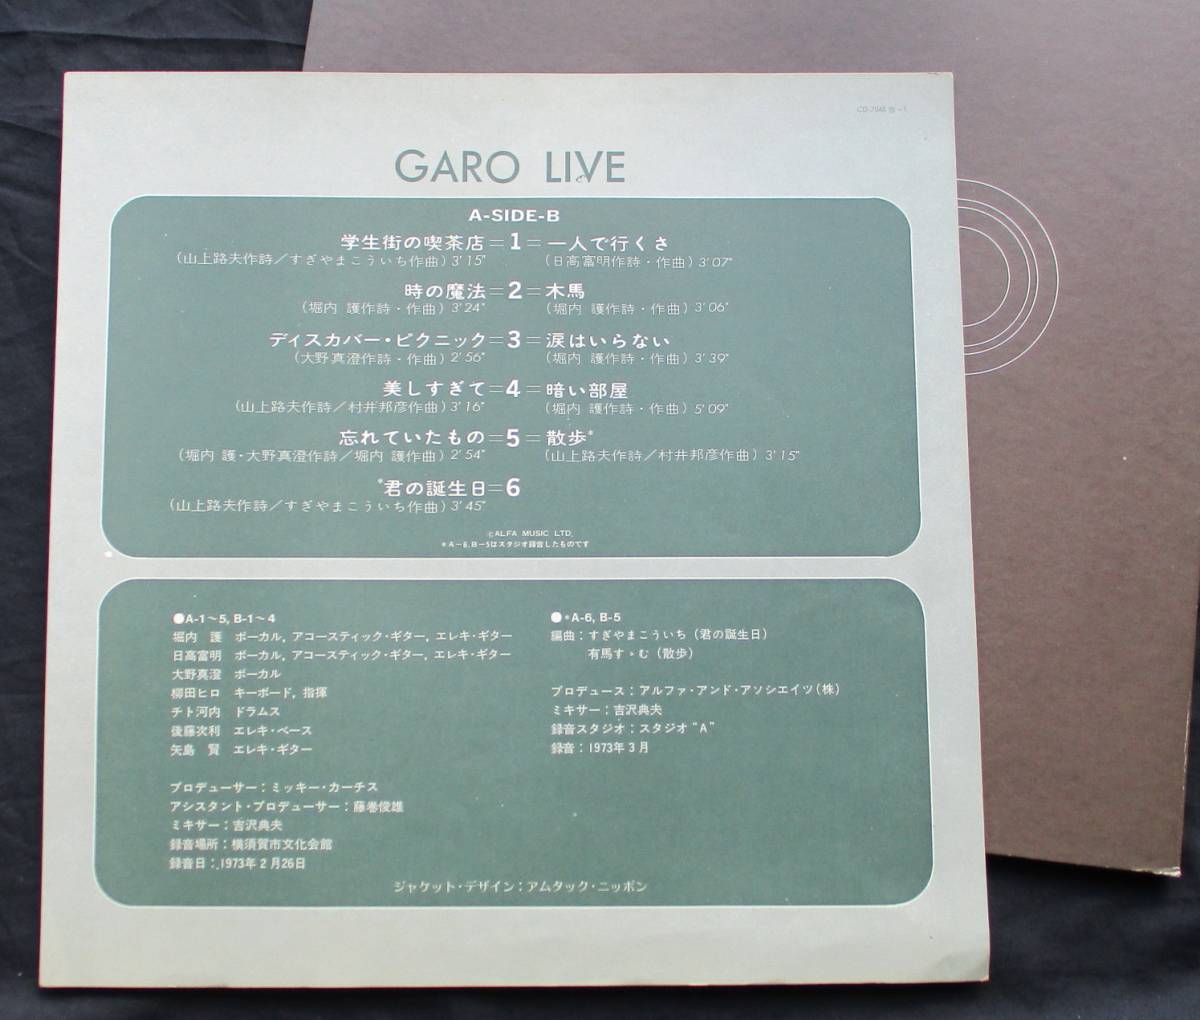 CD-7048
GARO LIVE
A-SIDE-B
学生街の喫茶店=1=一人で行くさ
(山上路夫作詩/すぎやまこういち作曲) 3'15" (日高富明作詩・作曲) 3'07"
時の魔法=2=木馬
(堀内 護作詩・作曲) 3'24" (堀内 護作詩・作曲) 3'06"
ディスカバー・ピクニック=3=涙はいらない
(大野真澄作詩・作曲) 2'56" (堀内 護作詩・作曲) 3'39"
美しすぎて=4=暗い部屋
(山上路夫作詩/村井邦彦作曲) 3'16" (堀内 護作詩・作曲) 5'09"
忘れていたもの=5=散歩*
(堀内 護・大野真澄作詩/堀内 護作曲) 2'54" (山上路夫作詩/村井邦彦作曲) 3'15"
*君の誕生日=6
(山上路夫作詩/すぎやまこういち作曲) 3'45"
©ALFA MUSIC LTD.
*A-6, B-5はスタジオ録音したものです
●A-1~5, B-1~4
堀内 護 ボーカル, アコースティック・ギター, エレキ・ギター
日高富明 ボーカル, アコースティック・ギター, エレキ・ギター
大野真澄 ボーカル
柳田ヒロ キーボード, 指揮
チト河内 ドラムス
後藤次利 エレキ・ベース
矢島 賢 エレキ・ギター
プロデューサー:ミッキー・カーチス
アシスタント・プロデューサー:藤巻俊雄
ミキサー:吉沢典夫
録音場所:横須賀市文化会館
録音日:1973年2月26日
●*A-6, B-5
編曲:すぎやまこういち(君の誕生日)
有馬すゝむ(散歩)
プロデュース:アルファ・アンド・アソシエイツ(株)
ミキサー:吉沢典夫
録音スタジオ:スタジオ"A"
録音:1973年3月
ジャケット・デザイン:アムタック・ニッポン